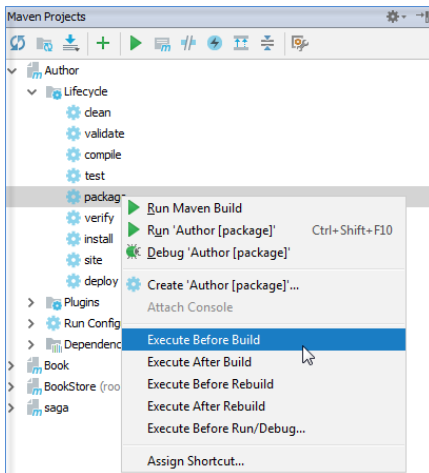 Maven Projects
Author
Lifecycle
clean
validate
compile
test
package
verify
install
site
deploy
Plugins
Run Config
Dependenc
Book
BookStore (roo
saga
Run Maven Build
Run 'Author [package]' Ctrl+Shift+F10
Debug 'Author [package]'
Create 'Author [package]'...
Attach Console
Execute Before Build
Execute After Build
Execute Before Rebuild
Execute After Rebuild
Execute Before Run/Debug...
Assign Shortcut...